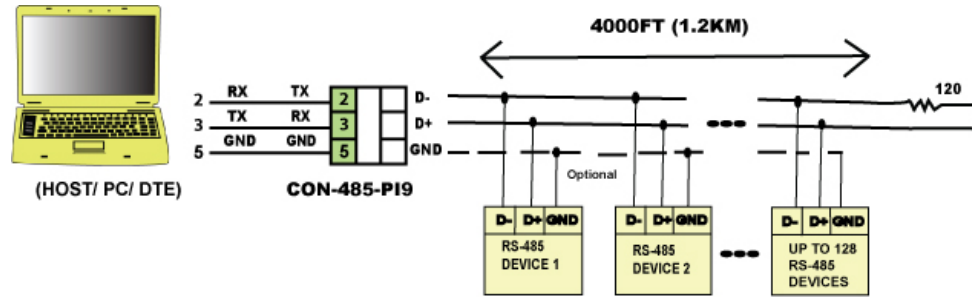 4000FT (1.2KM)
120
2 RX TX 2 D-
3 TX RX 3 D+
5 GND GND 5 GND
Optional
(HOST/ PC/ DTE)
CON-485-PI9
D- D+ GND
RS-485
DEVICE 1
D- D+ GND
RS-485
DEVICE 2
D- D+ GND
UP TO 128
RS-485
DEVICES